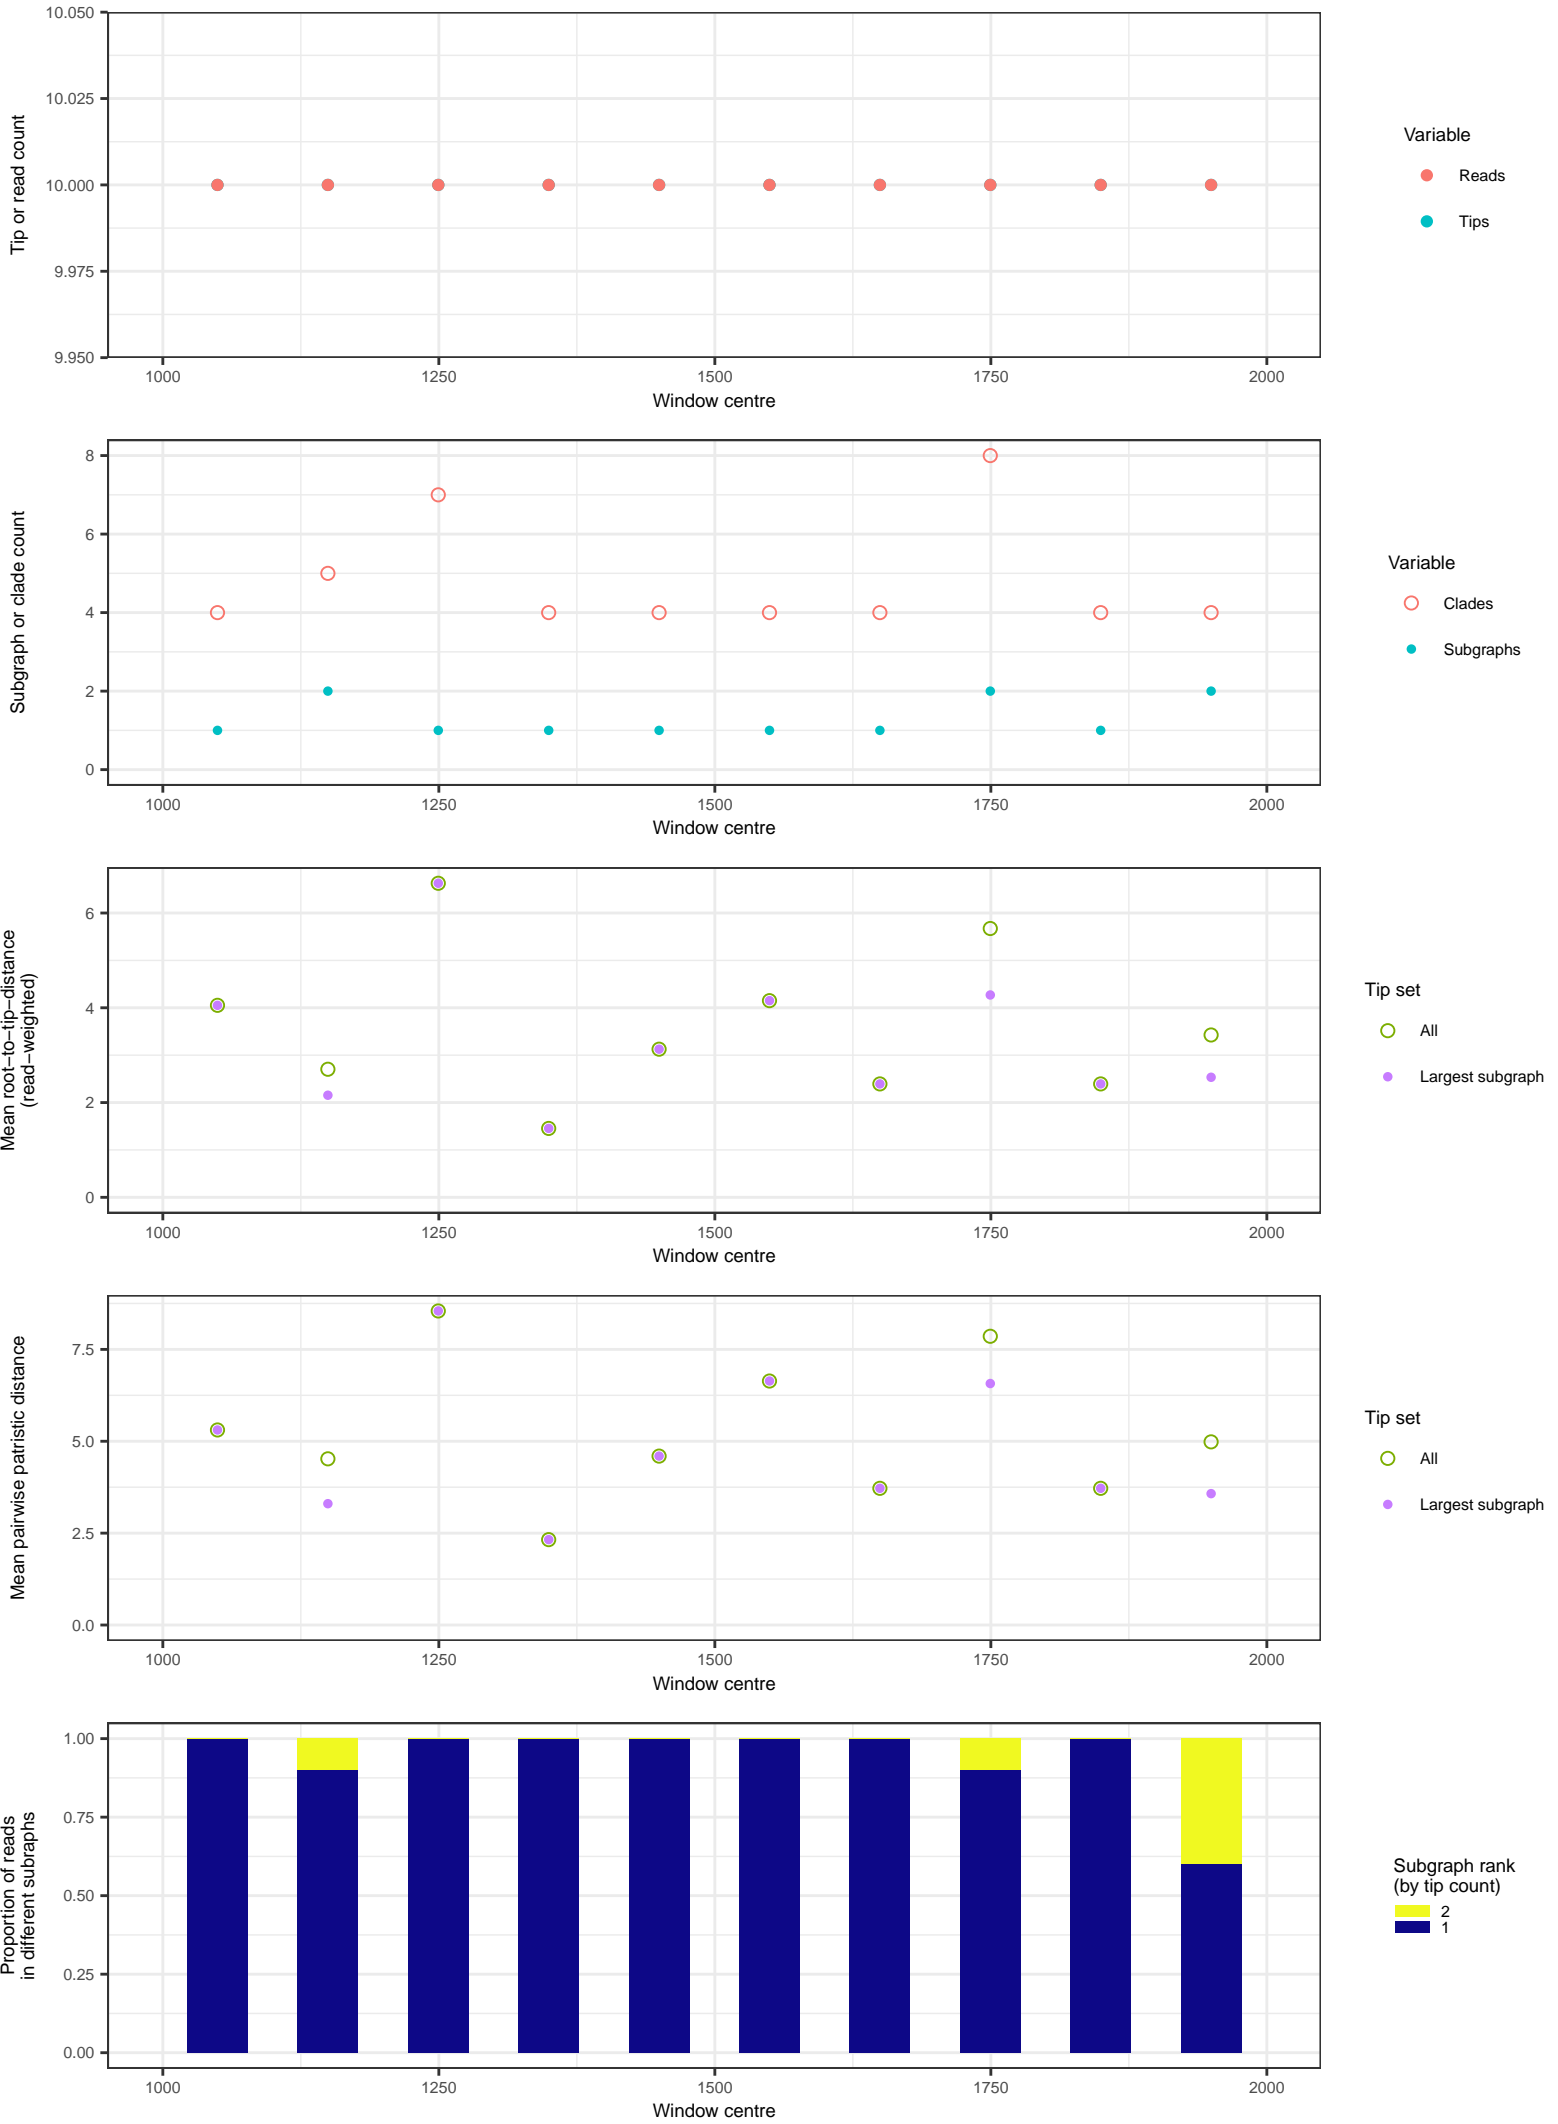 10.050
10.025
10.000
9.975
9.950
Tip or read count
1000 1250 1500 1750 2000
Window centre
Variable
Reads
Tips
8
6
4
2
0
Subgraph or clade count
1000 1250 1500 1750 2000
Window centre
Variable
Clades
Subgraphs
6
4
2
0
Mean root−to−tip−distance
(read−weighted)
1000 1250 1500 1750 2000
Window centre
Tip set
All
Largest subgraph
7.5
5.0
2.5
0.0
Mean pairwise patristic distance
1000 1250 1500 1750 2000
Window centre
Tip set
All
Largest subgraph
1.00
0.75
0.50
0.25
0.00
Proportion of reads
in different subraphs
1000 1250 1500 1750 2000
Window centre
Subgraph rank
(by tip count)
2
1